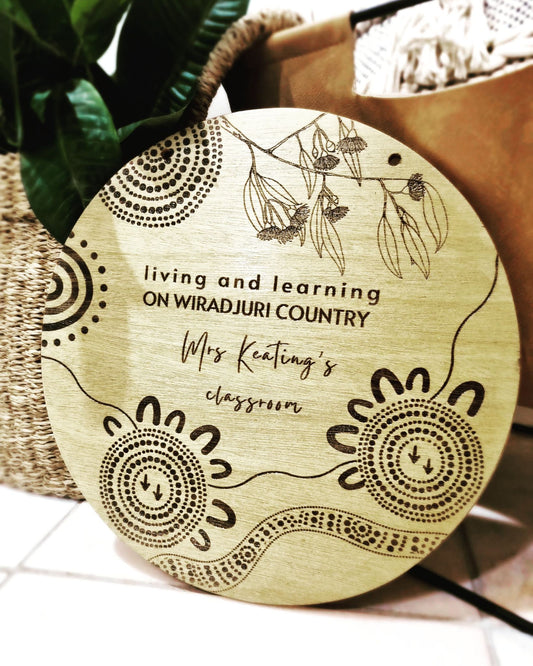 living and learning
ON WIRADJURI COUNTRY
Mrs Keating's
classroom